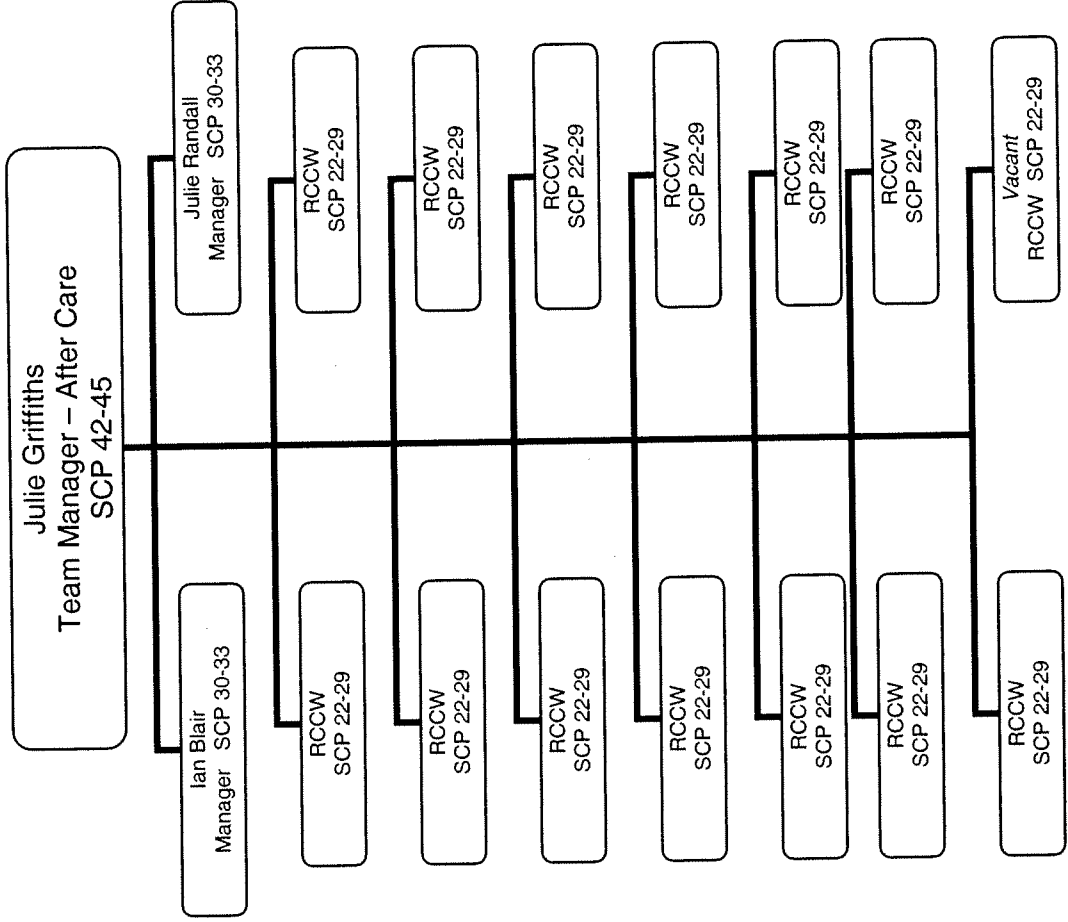 Julie Griffiths
Team Manager – After Care
SCP 42-45
Ian Blair
Manager SCP 30-33
Julie Randall
Manager SCP 30-33
RCCW
SCP 22-29
RCCW
SCP 22-29
RCCW
SCP 22-29
RCCW
SCP 22-29
RCCW
SCP 22-29
RCCW
SCP 22-29
RCCW
SCP 22-29
RCCW
SCP 22-29
RCCW
SCP 22-29
RCCW
SCP 22-29
RCCW
SCP 22-29
RCCW
SCP 22-29
RCCW
SCP 22-29
Vacant
RCCW SCP 22-29